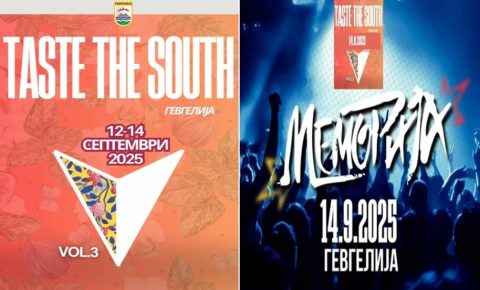 TASTE THE SOUTH
ГЕВГЕЛИЈА
12-14
СЕПТЕМВРИ
2025
VOL.3
TASTE THE SOUTH
14.9.2025
МЕМОРИЈА
14.9.2025
ГЕВГЕЛИЈА